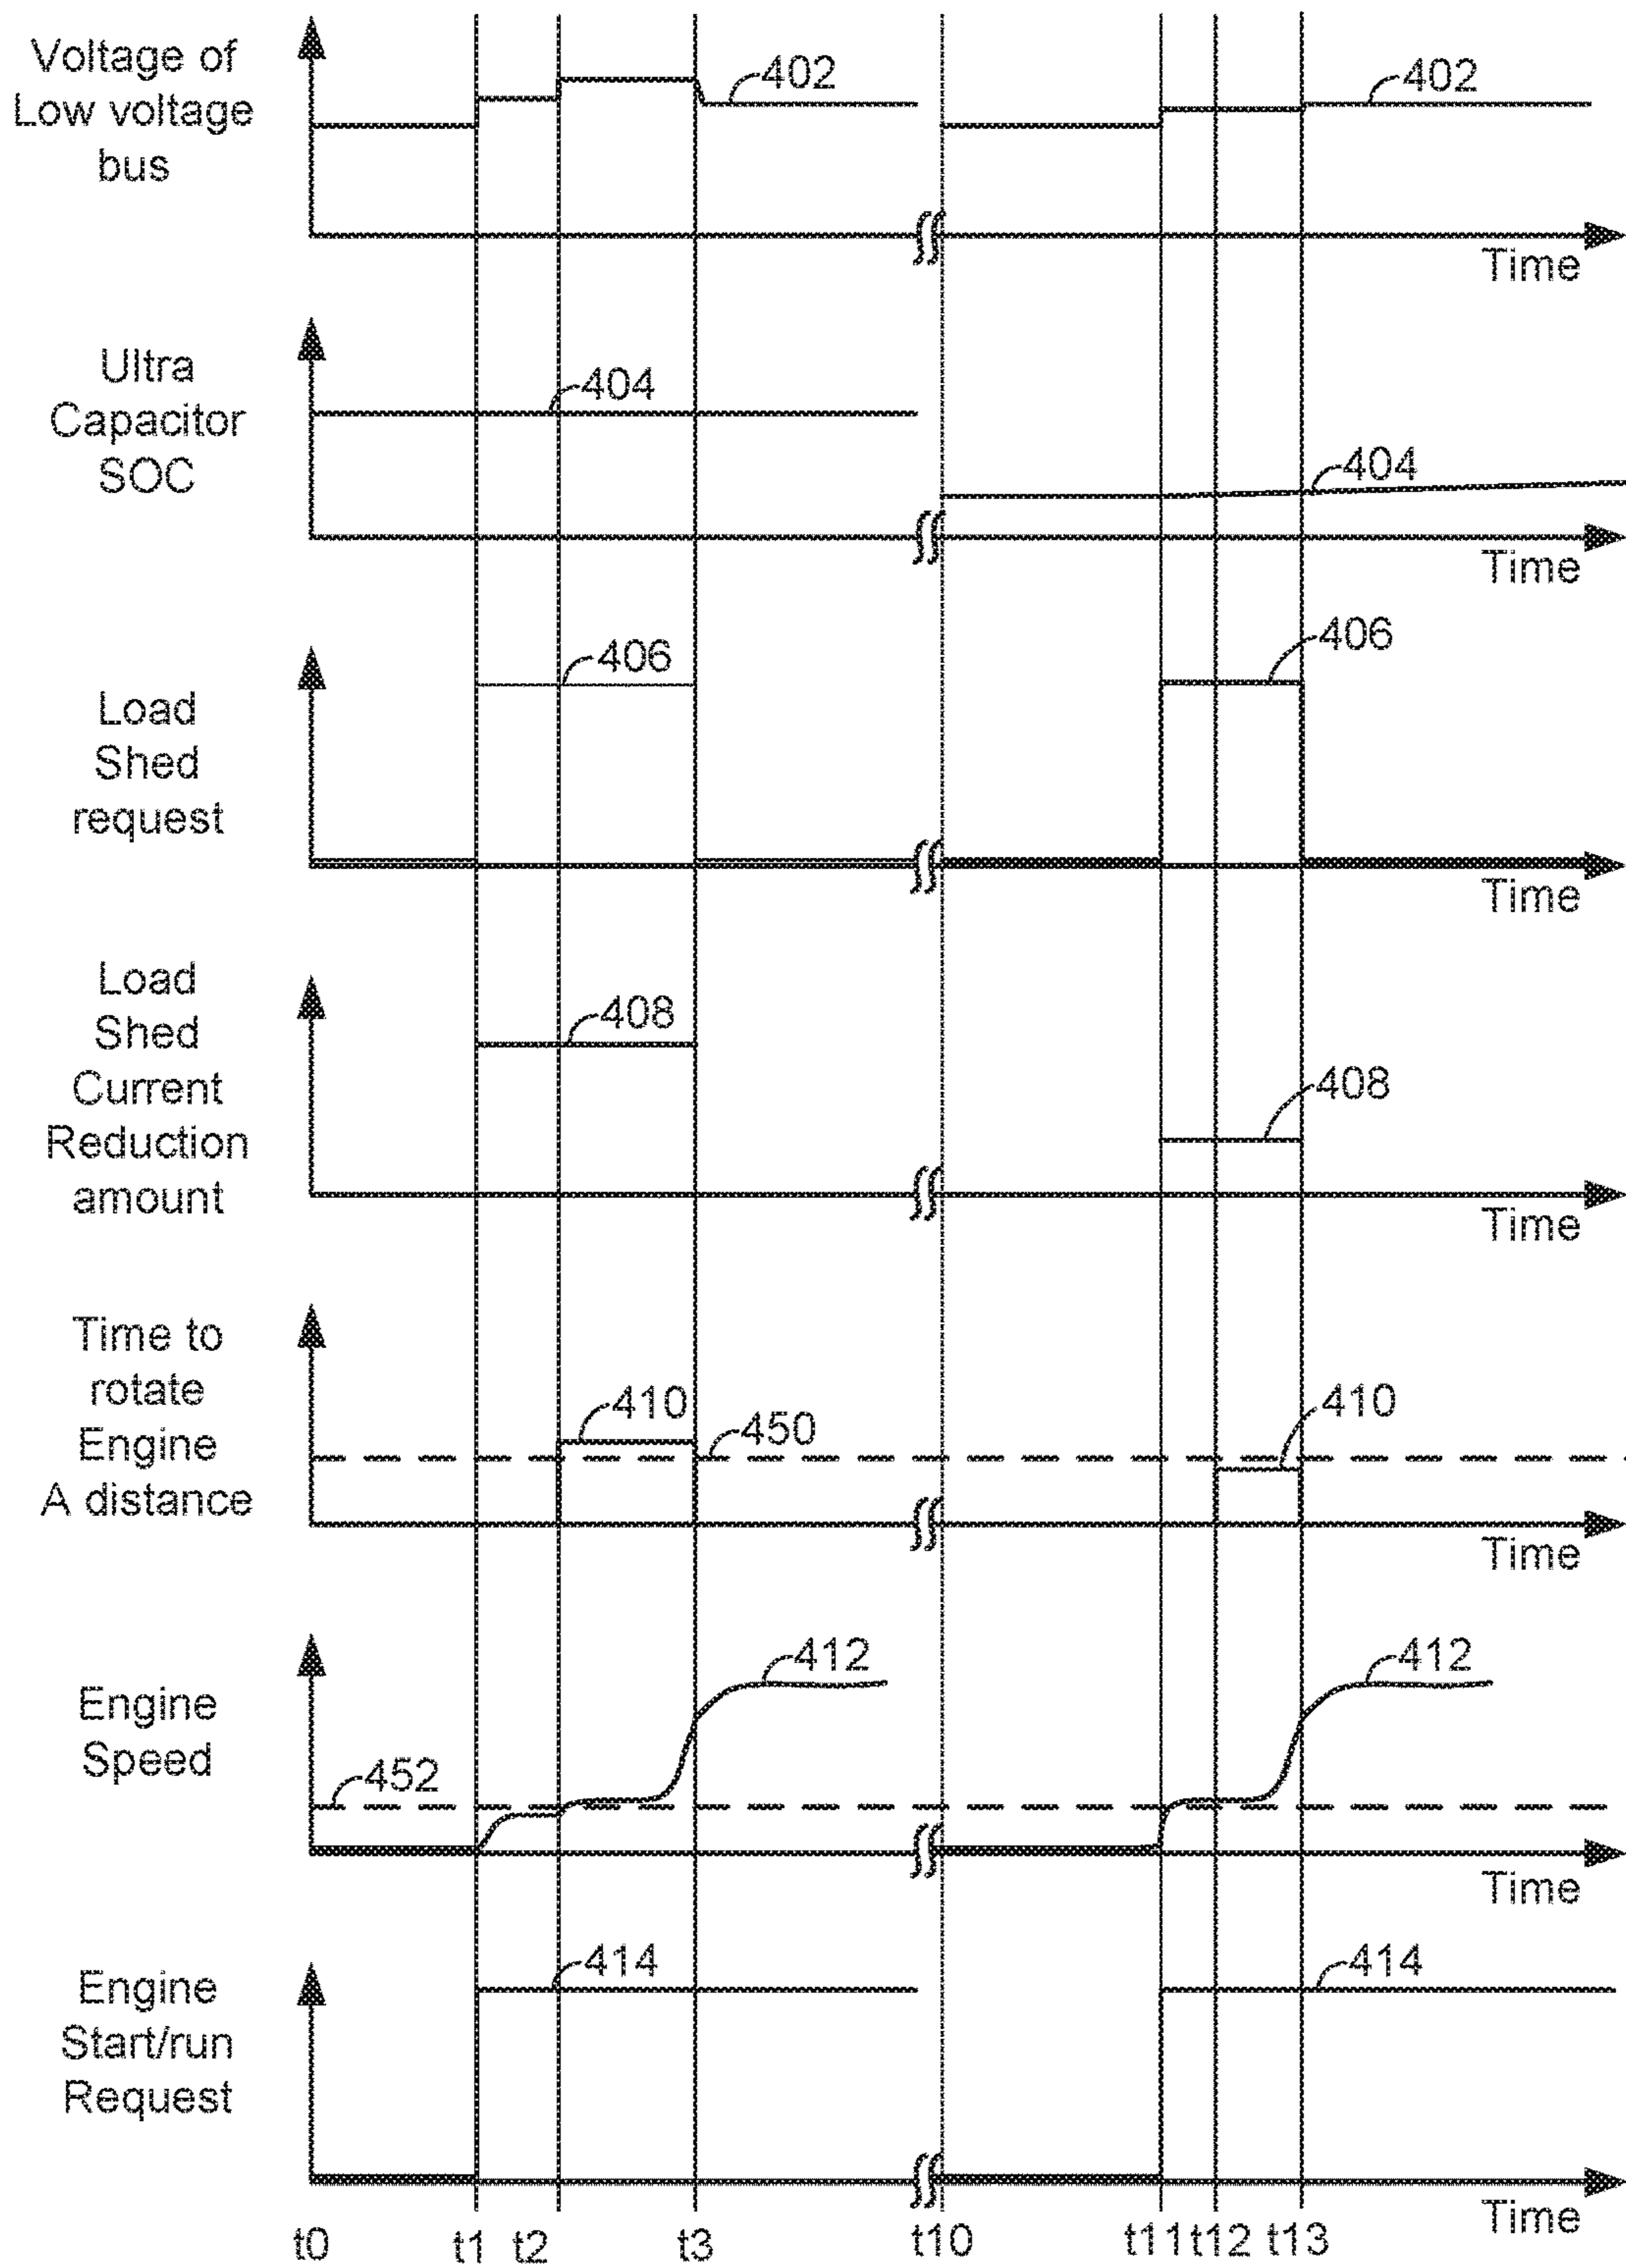 Voltage of
Low voltage
bus
402
402
Time
Ultra
Capacitor
SOC
404
404
Time
Load
Shed
request
406
406
Time
Load
Shed
Current
Reduction
amount
408
408
Time
Time to
rotate
Engine
A distance
410
450
410
Time
Engine
Speed
452
412
412
Time
Engine
Start/run
Request
414
414
Time
t0 t1 t2 t3 t10 t11 t12 t13